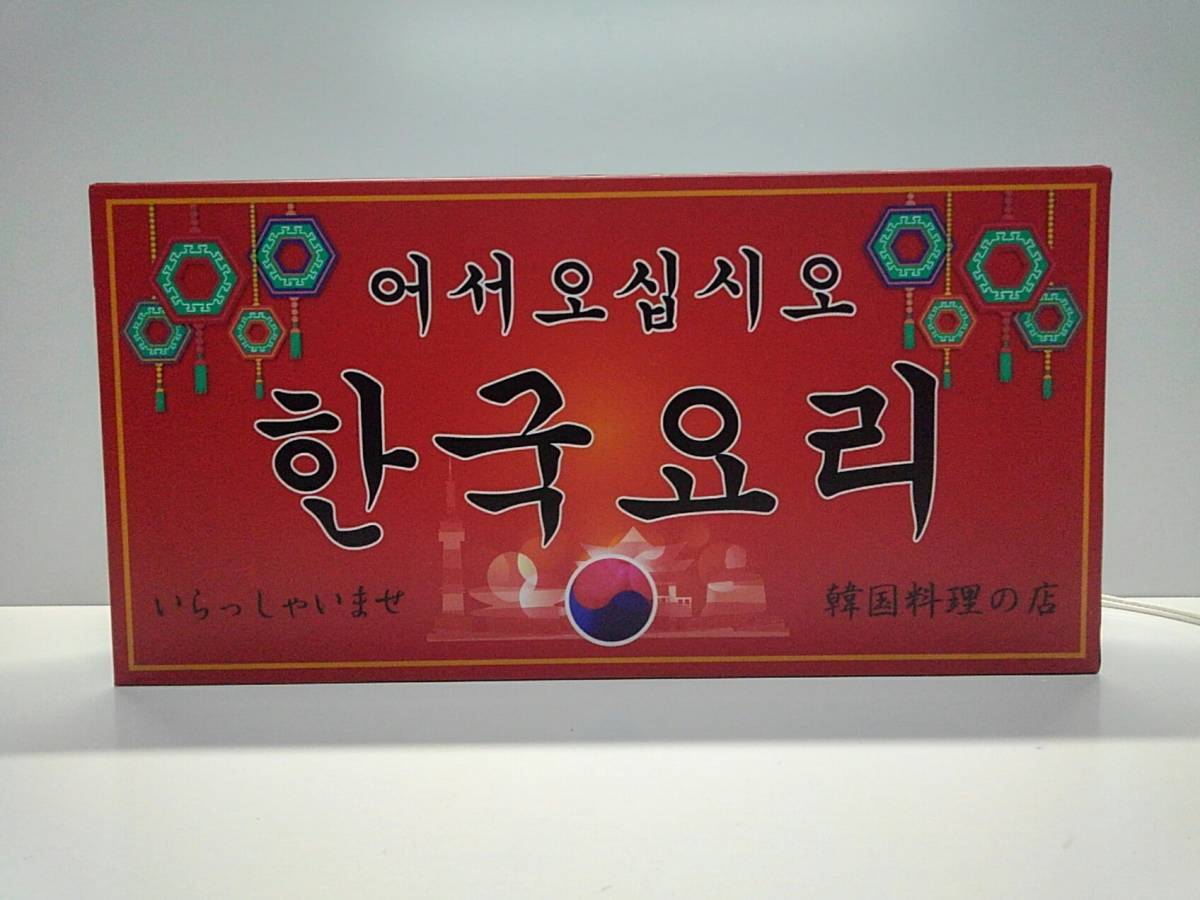 어서오십시오
한국요리
いらっしゃいませ
韓国料理の店